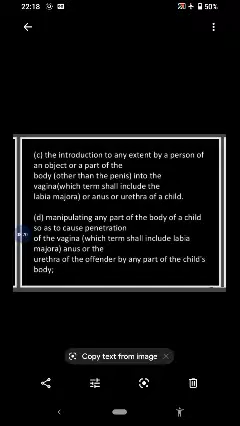 22:18
50%
(c) the introduction to any extent by a person of
an object or a part of the
body (other than the penis) into the
vagina(which term shall include the
labia majora) or anus or urethra of a child.
(d) manipulating any part of the body of a child
so as to cause penetration
of the vagina (which term shall include labia
majora) anus or the
urethra of the offender by any part of the child's
body;
Copy text from image